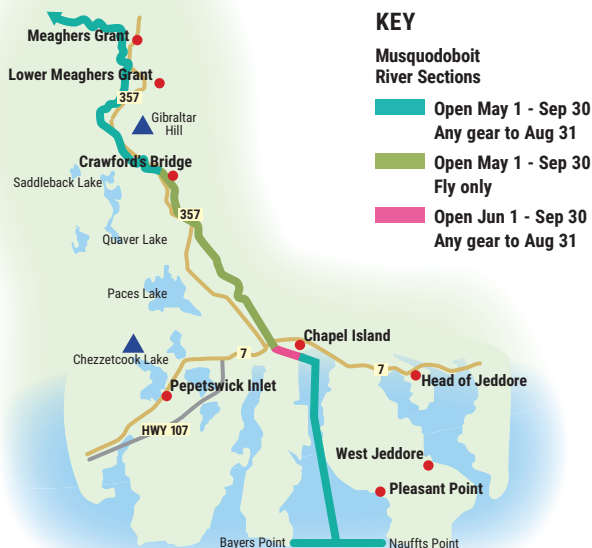 KEY
Musquodoboit
River Sections
Open May 1 - Sep 30
Any gear to Aug 31
Open May 1 - Sep 30
Fly only
Open Jun 1 - Sep 30
Any gear to Aug 31
Meaghers Grant
Lower Meaghers Grant
357
Gibraltar
Hill
Crawford's Bridge
Saddleback Lake
357
Quaver Lake
Paces Lake
Chapel Island
Chezzetcook Lake
7
7
Pepetswick Inlet
Head of Jeddore
HWY 107
West Jeddore
Pleasant Point
Bayers Point
Nauffts Point